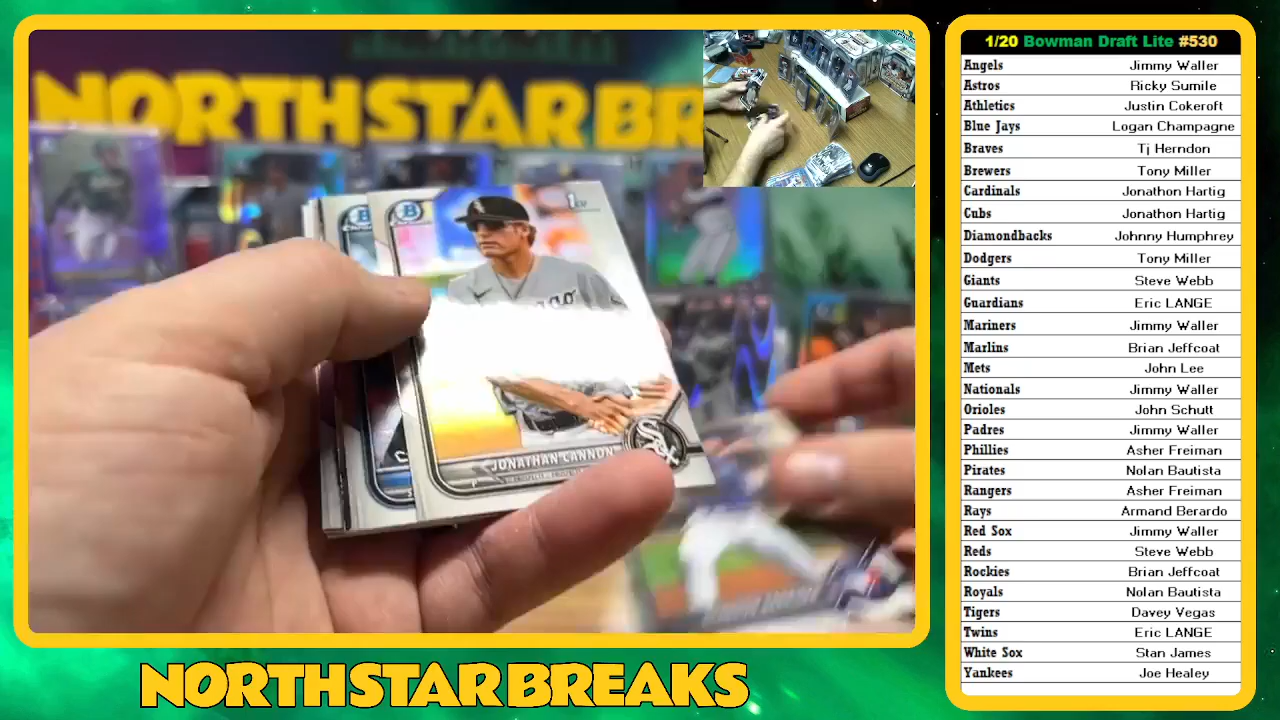 NORTHSTAR BREAKS
JONATHAN CANNON
NORTHSTAR BREAKS
1/20 Bowman Draft Lite #530
Angels Jimmy Waller
Astros Ricky Sumile
Athletics Justin Cokeroft
Blue Jays Logan Champagne
Braves Tj Herndon
Brewers Tony Miller
Cardinals Jonathon Hartig
Cubs Jonathon Hartig
Diamondbacks Johnny Humphrey
Dodgers Tony Miller
Giants Steve Webb
Guardians Eric LANGE
Mariners Jimmy Waller
Marlins Brian Jeffcoat
Mets John Lee
Nationals Jimmy Waller
Orioles John Schutt
Padres Jimmy Waller
Phillies Asher Freiman
Pirates Nolan Bautista
Rangers Asher Freiman
Rays Armand Berardo
Red Sox Jimmy Waller
Reds Steve Webb
Rockies Brian Jeffcoat
Royals Nolan Bautista
Tigers Davey Vegas
Twins Eric LANGE
White Sox Stan James
Yankees Joe Healey